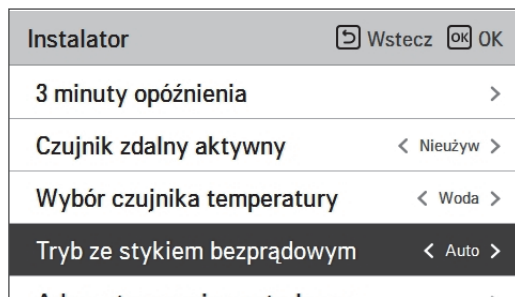 Instalator Wstecz OK OK
3 minuty opóźnienia >
Czujnik zdalny aktywny < Nieużyw >
Wybór czujnika temperatury < Woda >
Tryb ze stykiem bezprądowym < Auto >